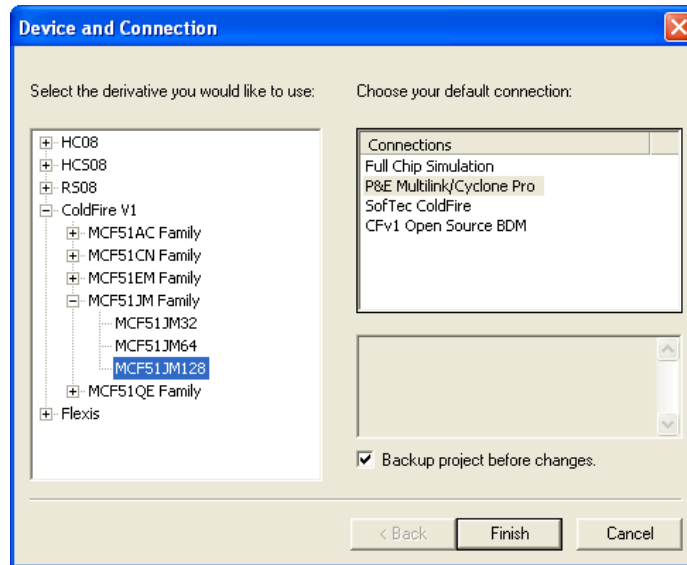 Device and Connection
Select the derivative you would like to use:
HC08
HCS08
RS08
ColdFire V1
MCF51AC Family
MCF51CN Family
MCF51EM Family
MCF51JM Family
MCF51JM32
MCF51JM64
MCF51JM128
MCF51QE Family
Flexis
Choose your default connection:
Connections
Full Chip Simulation
P&E Multilink/Cyclone Pro
SofTec ColdFire
CFv1 Open Source BDM
Backup project before changes.
< Back
Finish
Cancel